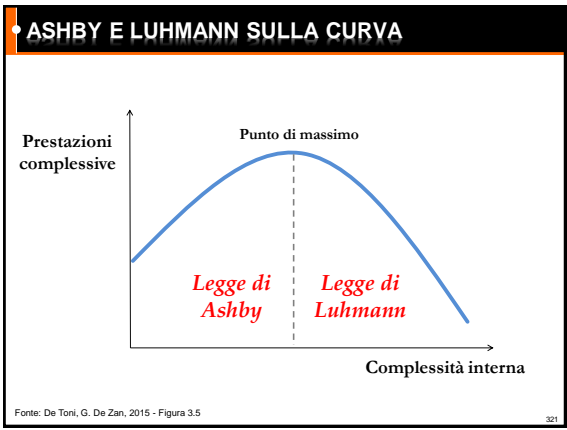 ASHBY E LUHMANN SULLA CURVA
Prestazioni
complessive
Punto di massimo
Legge di
Ashby
Legge di
Luhmann
Complessità interna
Fonte: De Toni, G. De Zan, 2015 - Figura 3.5
321